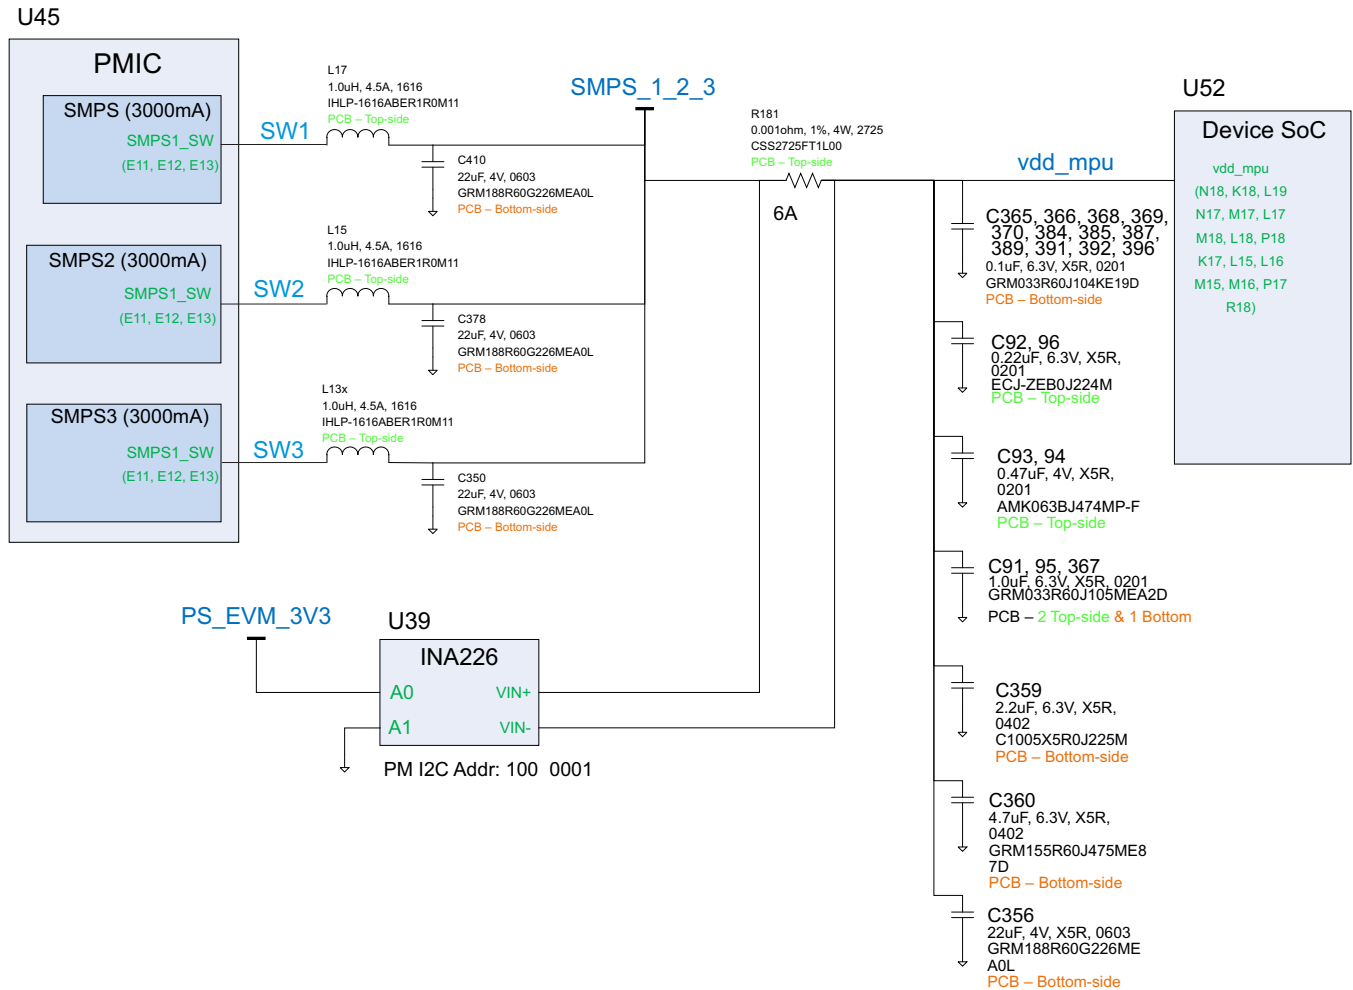 U45
PMIC
SMPS (3000mA)
SMPS1_SW
(E11, E12, E13)
SW1
L17
1.0uH, 4.5A, 1616
IHLP-1616ABER1R0M11
PCB – Top-side
C410
22uF, 4V, 0603
GRM188R60G226MEA0L
PCB – Bottom-side
SMPS2 (3000mA)
SMPS1_SW
(E11, E12, E13)
SW2
L15
1.0uH, 4.5A, 1616
IHLP-1616ABER1R0M11
PCB – Top-side
C378
22uF, 4V, 0603
GRM188R60G226MEA0L
PCB – Bottom-side
SMPS3 (3000mA)
SMPS1_SW
(E11, E12, E13)
SW3
L13x
1.0uH, 4.5A, 1616
IHLP-1616ABER1R0M11
PCB – Top-side
C350
22uF, 4V, 0603
GRM188R60G226MEA0L
PCB – Bottom-side
SMPS_1_2_3
R181
0.001ohm, 1%, 4W, 2725
CSS2725FT1L00
PCB – Top-side
6A
vdd_mpu
U52
Device SoC
vdd_mpu
(N18, K18, L19
N17, M17, L17
M18, L18, P18
K17, L15, L16
M15, M16, P17
R18)
C365, 366, 368, 369,
370, 384, 385, 387,
389, 391, 392, 396
0.1uF, 6.3V, X5R, 0201
GRM033R60J104KE19D
PCB – Bottom-side
C92, 96
0.22uF, 6.3V, X5R,
0201
ECJ-ZEB0J224M
PCB – Top-side
C93, 94
0.47uF, 4V, X5R,
0201
AMK063BJ474MP-F
PCB – Top-side
C91, 95, 367
1.0uF, 6.3V, X5R, 0201
GRM033R60J105MEA2D
PCB – 2 Top-side & 1 Bottom
C359
2.2uF, 6.3V, X5R,
0402
C1005X5R0J225M
PCB – Bottom-side
C360
4.7uF, 6.3V, X5R,
0402
GRM155R60J475ME8
7D
PCB – Bottom-side
C356
22uF, 4V, X5R, 0603
GRM188R60G226ME
A0L
PCB – Bottom-side
PS_EVM_3V3
U39
INA226
A0
VIN+
A1
VIN-
PM I2C Addr: 100 0001